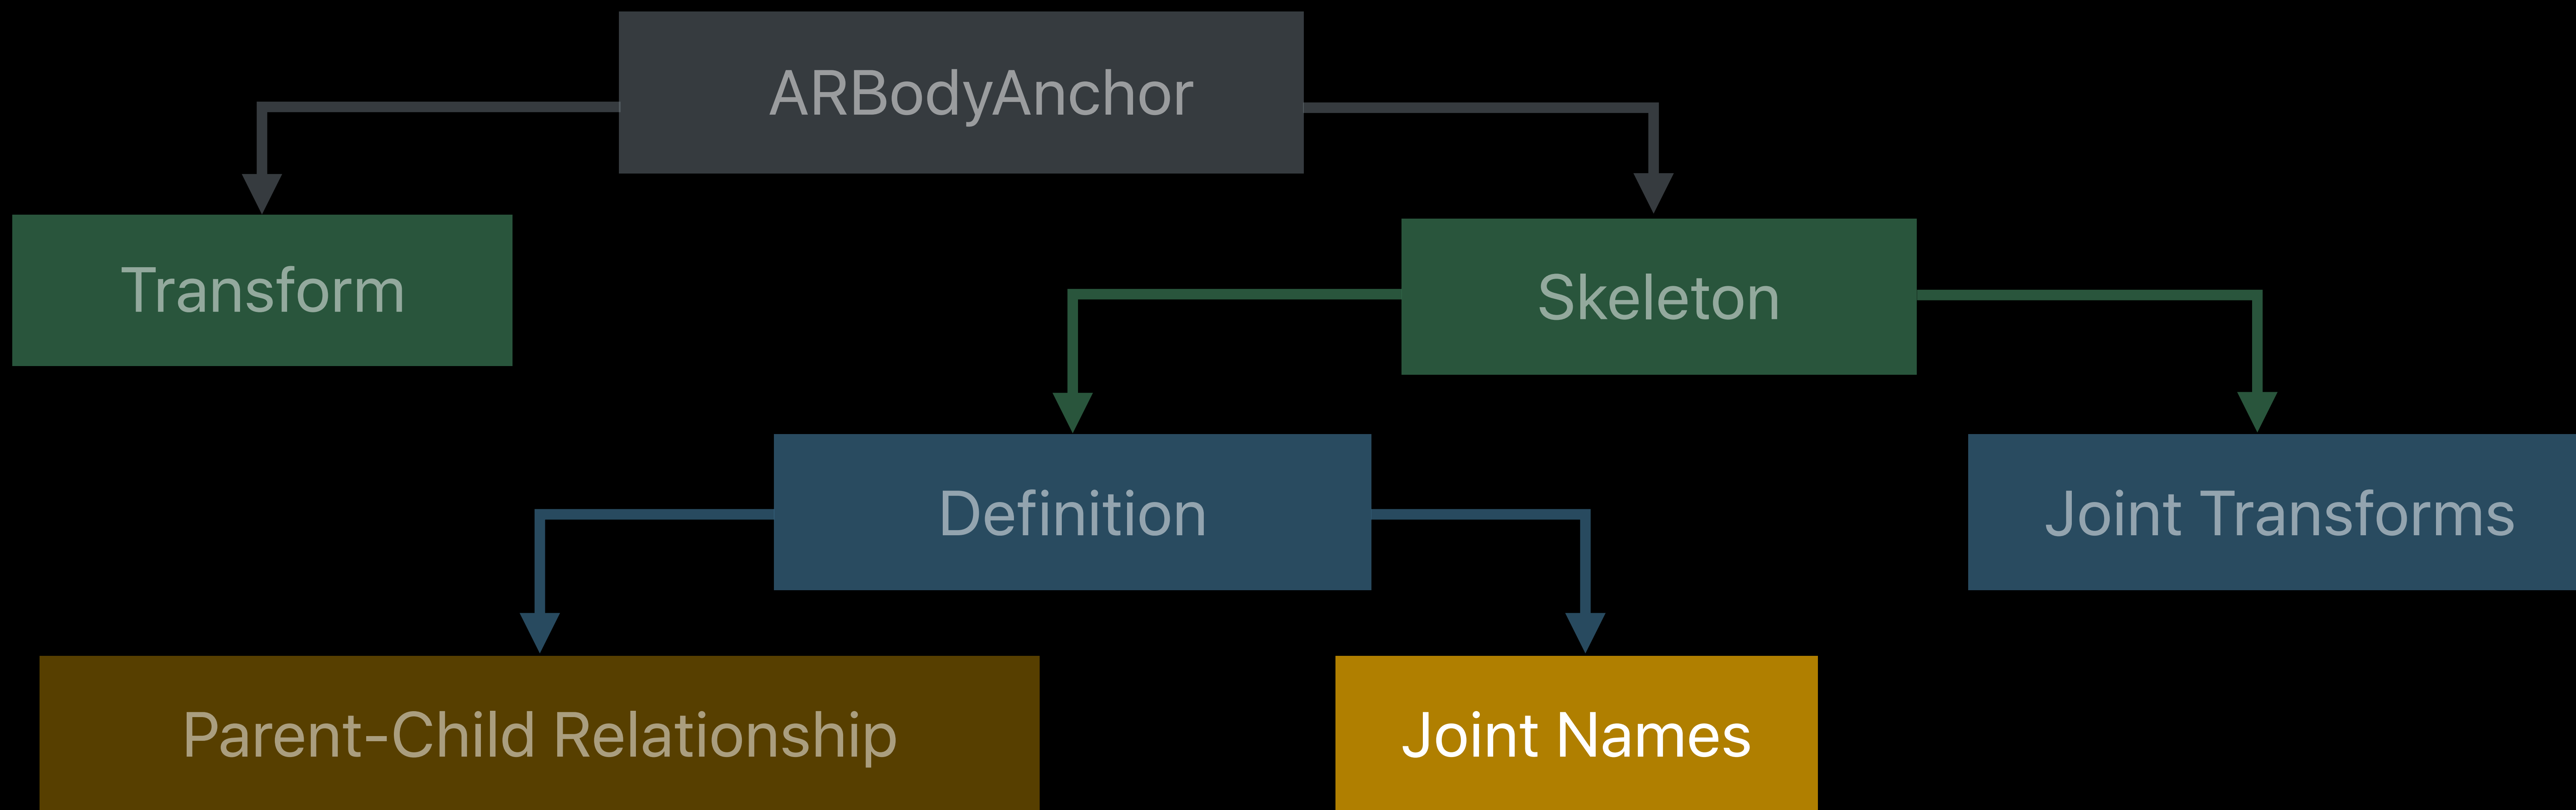 ARBodyAnchor
Transform
Skeleton
Definition
Joint Transforms
Parent-Child Relationship
Joint Names